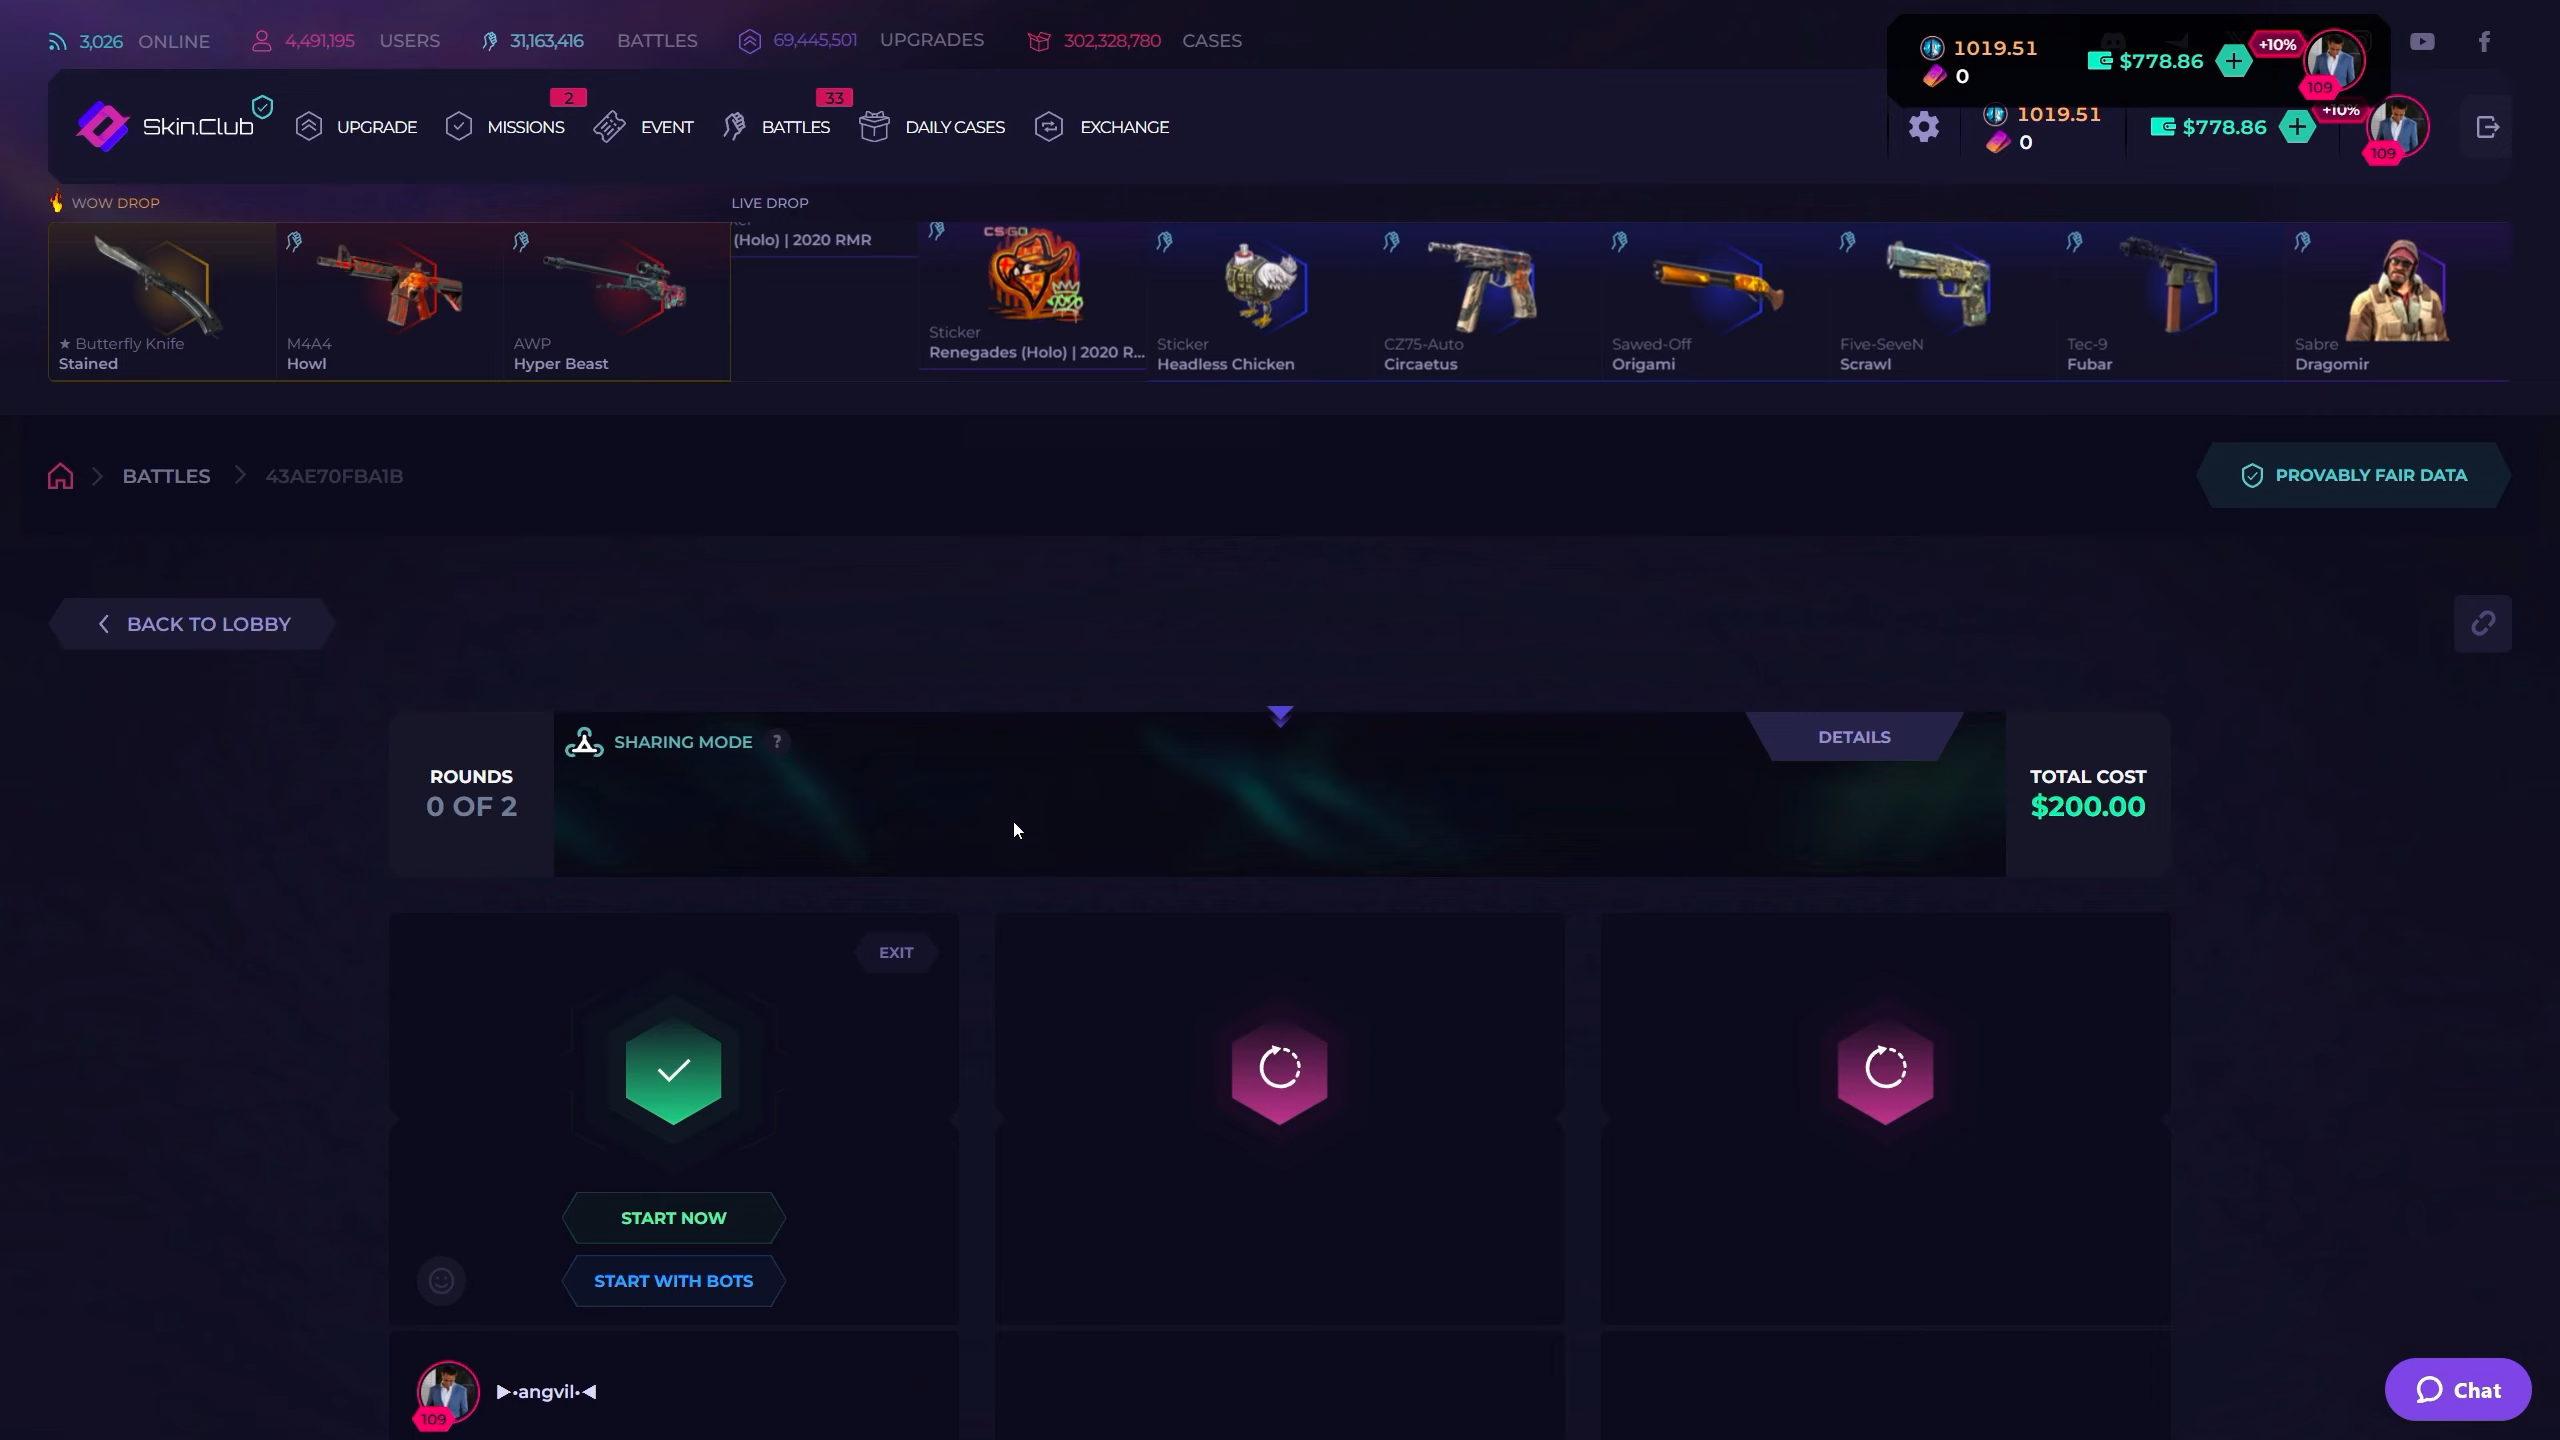 3,026 ONLINE 4,491,195 USERS 31,163,416 BATTLES 69,445,501 UPGRADES 302,328,780 CASES
1019.51
0
$778.86
+10%
109
Skin.Club
UPGRADE
2
MISSIONS
EVENT
33
BATTLES
DAILY CASES
EXCHANGE
1019.51
0
$778.86
+10%
109
WOW DROP
LIVE DROP
★ Butterfly Knife
Stained
M4A4
Howl
AWP
Hyper Beast
(Holo) | 2020 RMR
CS:GO
Sticker
Renegades (Holo) | 2020 R...
Sticker
Headless Chicken
CZ75-Auto
Circaetus
Sawed-Off
Origami
Five-SeveN
Scrawl
Tec-9
Fubar
Sabre
Dragomir
BATTLES
43AE70FBA1B
PROVABLY FAIR DATA
BACK TO LOBBY
ROUNDS
0 OF 2
SHARING MODE ?
DETAILS
TOTAL COST
$200.00
EXIT
START NOW
START WITH BOTS
109
▶•angvil•◀
Chat